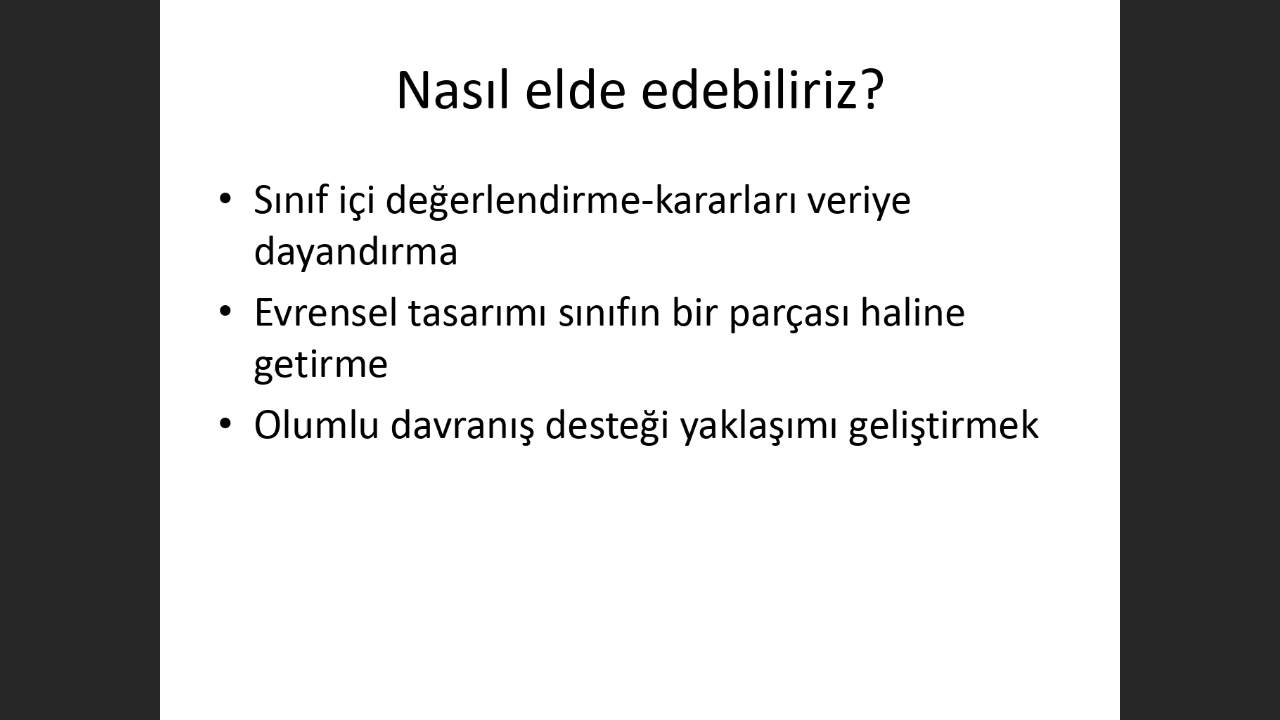 Nasıl elde edebiliriz?
• Sınıf içi değerlendirme-kararları veriye
dayandırma
• Evrensel tasarımı sınıfın bir parçası haline
getirme
• Olumlu davranış desteği yaklaşımı geliştirmek